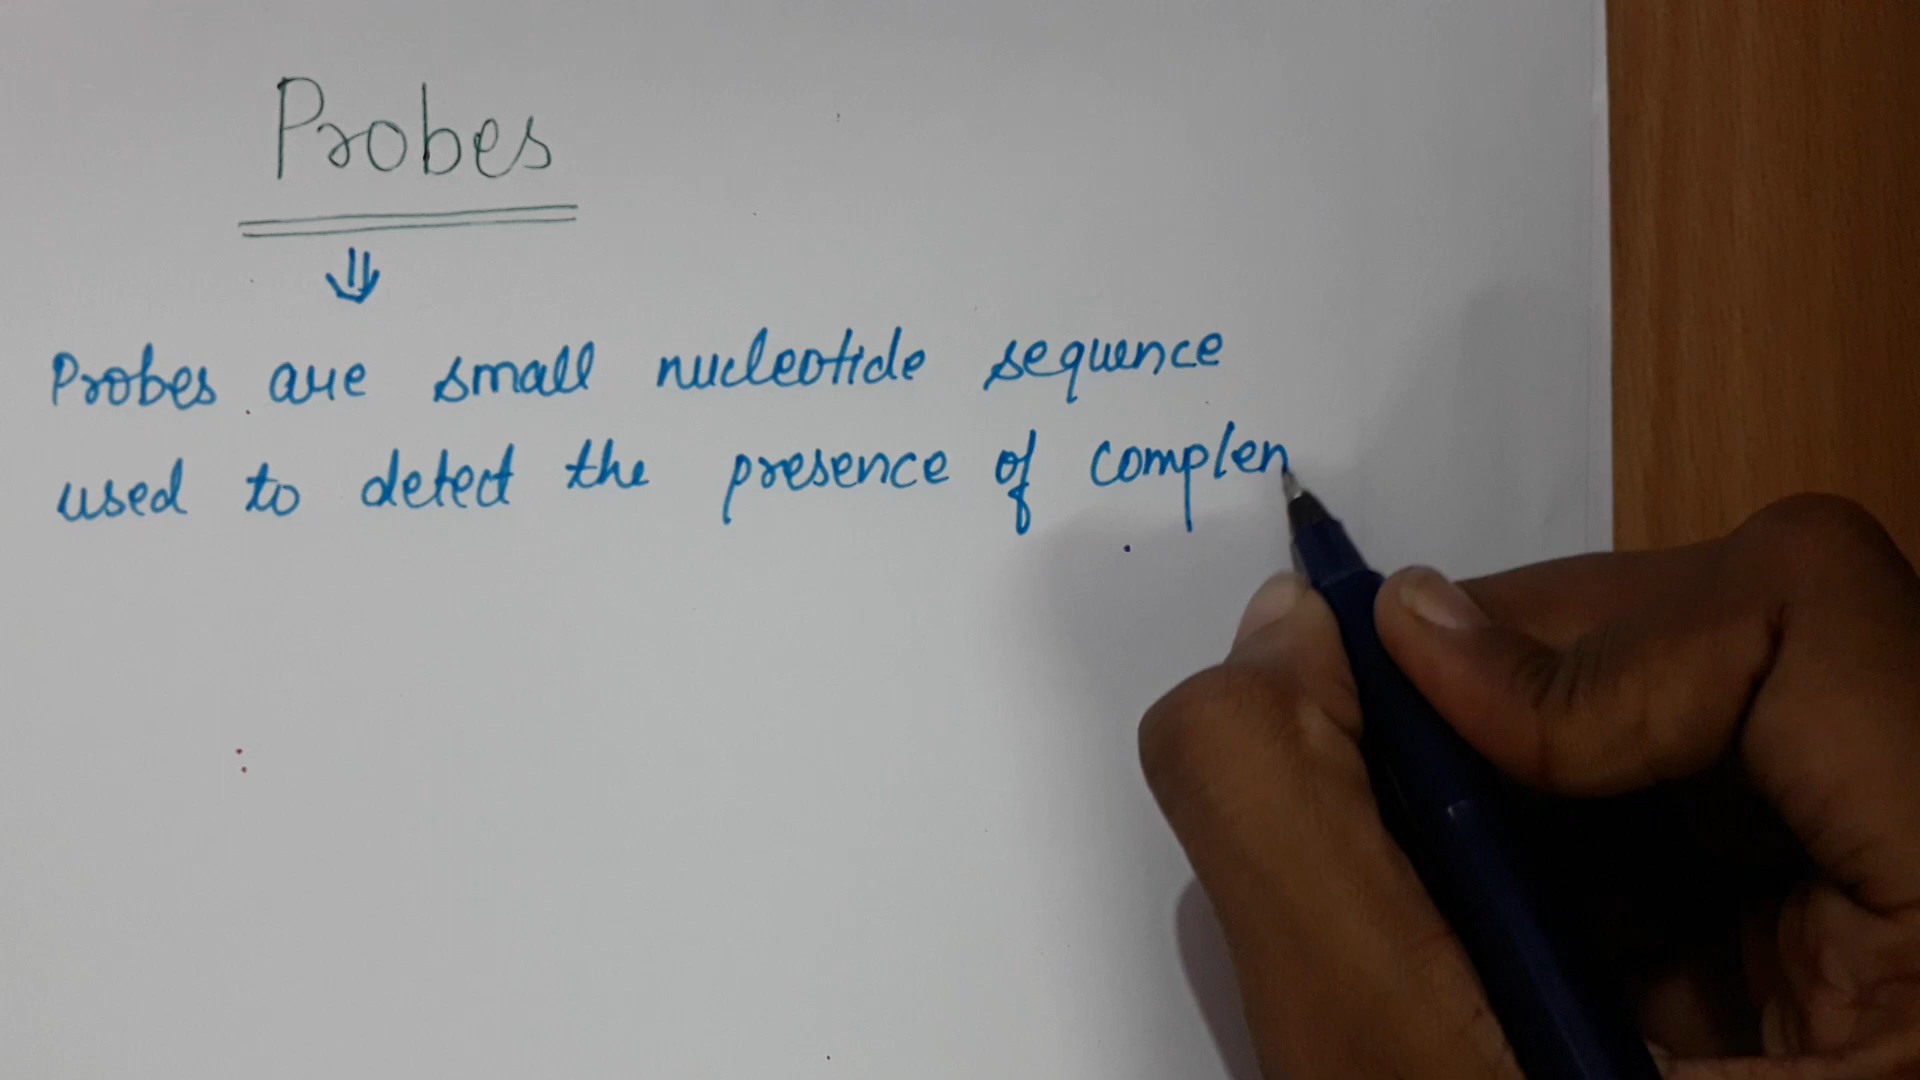 Probes
Probes are small nucleotide sequence
used to detect the presence of complen